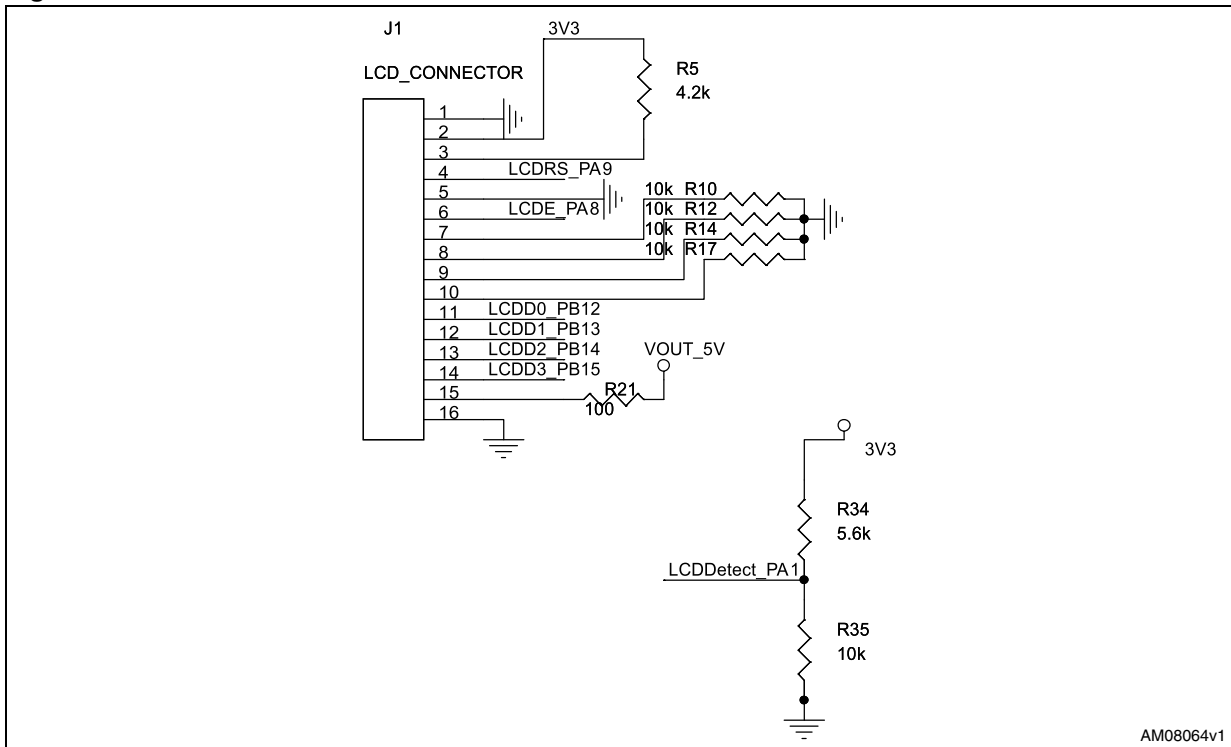 J1
3V3
LCD_CONNECTOR
R5
4.2k
1
2
3
4 LCDRS_PA9
5
6 LCDE_PA8
7
8
9
10
10k R10
10k R12
10k R14
10k R17
11 LCDD0_PB12
12 LCDD1_PB13
13 LCDD2_PB14
14 LCDD3_PB15
15
16
VOUT_5V
R21
100
3V3
R34
5.6k
LCDDetect_PA1
R35
10k
AM08064v1